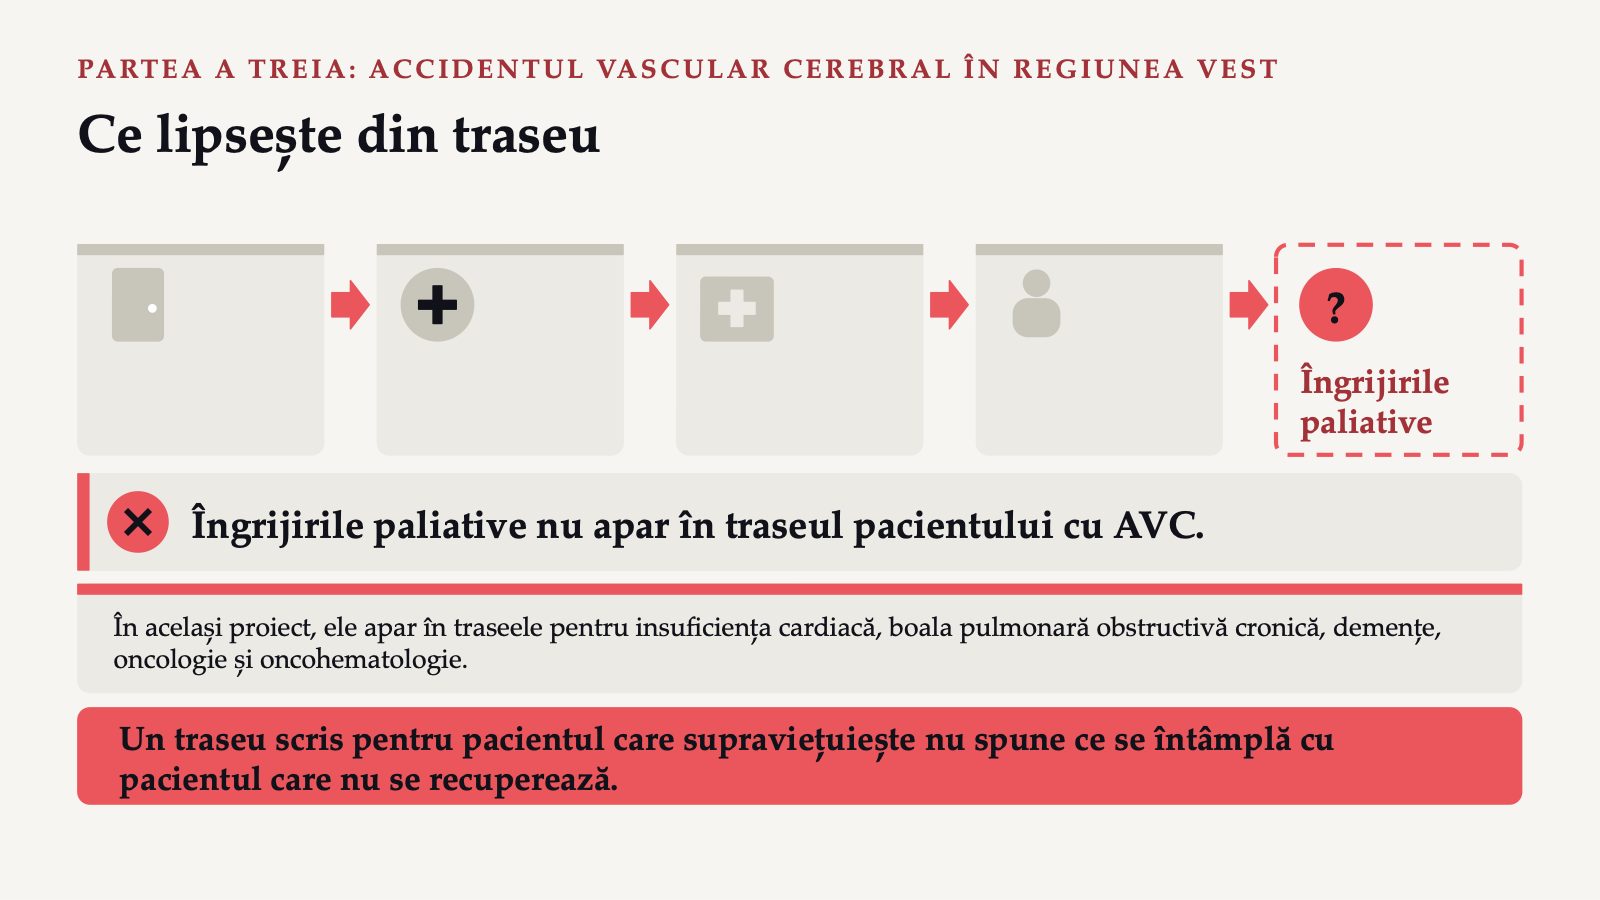 PARTEA A TREIA: ACCIDENTUL VASCULAR CEREBRAL ÎN REGIUNEA VEST
Ce lipsește din traseu
?
Îngrijirile
paliative
Îngrijirile paliative nu apar în traseul pacientului cu AVC.
În același proiect, ele apar în traseele pentru insuficiența cardiacă, boala pulmonară obstructivă cronică, demențe,
oncologie și oncohematologie.
Un traseu scris pentru pacientul care supraviețuiește nu spune ce se întâmplă cu
pacientul care nu se recuperează.